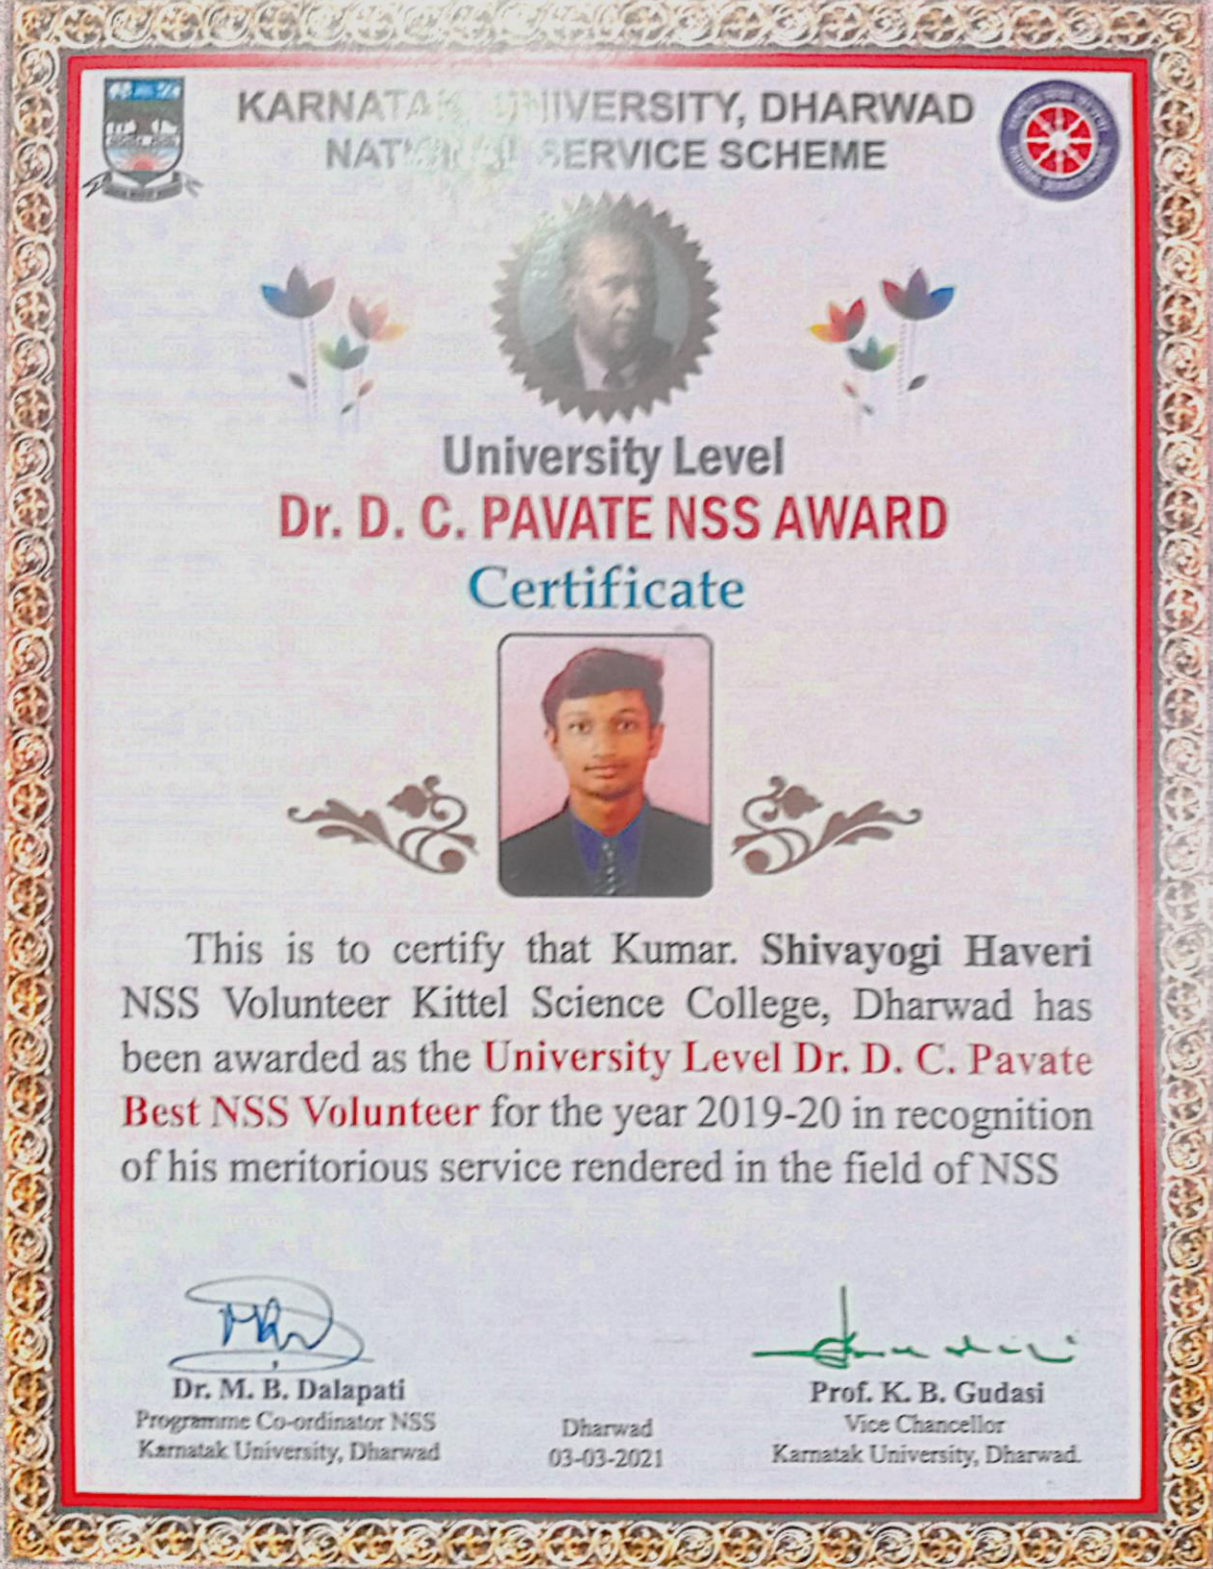 KARNATAK UNIVERSITY, DHARWAD
NATIONAL SERVICE SCHEME
University Level
Dr. D. C. PAVATE NSS AWARD
Certificate
This is to certify that Kumar. Shivayogi Haveri
NSS Volunteer Kittel Science College, Dharwad has
been awarded as the University Level Dr. D. C. Pavate
Best NSS Volunteer for the year 2019-20 in recognition
of his meritorious service rendered in the field of NSS
Dr. M. B. Dalapati
Programme Co-ordinator NSS
Karnatak University, Dharwad
Dharwad
03-03-2021
Prof. K. B. Gudasi
Vice Chancellor
Karnatak University, Dharwad.